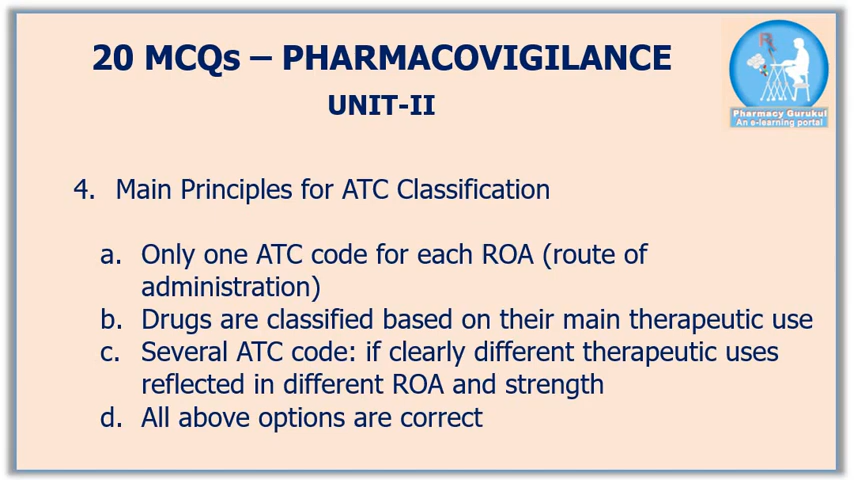 20 MCQs – PHARMACOVIGILANCE
UNIT-II
Pharmacy Gurukul
An e-learning portal
4. Main Principles for ATC Classification
a. Only one ATC code for each ROA (route of
administration)
b. Drugs are classified based on their main therapeutic use
c. Several ATC code: if clearly different therapeutic uses
reflected in different ROA and strength
d. All above options are correct